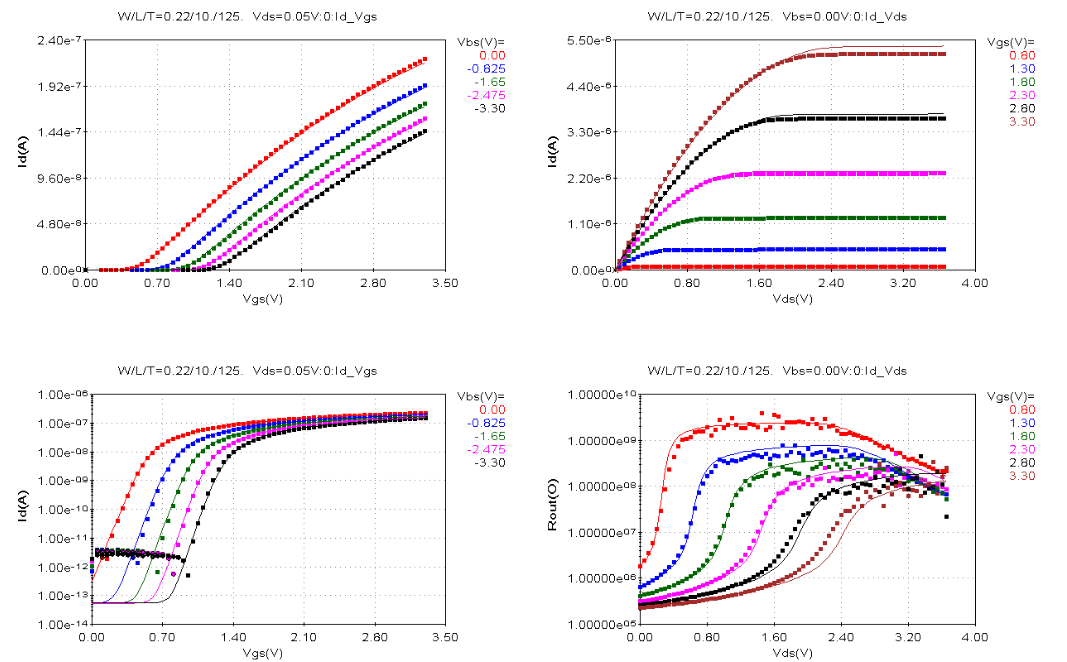 W/L/T=0.22/10./125.  Vds=0.05V:0:Id_Vgs
Vbs(V)=
0.00
-0.825
-1.65
-2.475
-3.30
2.40e-7
1.92e-7
1.44e-7
9.60e-8
4.80e-8
0.00e0
Id(A)
0.00 0.70 1.40 2.10 2.80 3.50
Vgs(V)
W/L/T=0.22/10./125.  Vbs=0.00V:0:Id_Vds
Vgs(V)=
0.80
1.30
1.80
2.30
2.80
3.30
5.50e-6
4.40e-6
3.30e-6
2.20e-6
1.10e-6
0.00e0
Id(A)
0.00 0.80 1.60 2.40 3.20 4.00
Vds(V)
W/L/T=0.22/10./125.  Vds=0.05V:0:Id_Vgs
Vbs(V)=
0.00
-0.825
-1.65
-2.475
-3.30
1.00e-06
1.00e-07
1.00e-08
1.00e-09
1.00e-10
1.00e-11
1.00e-12
1.00e-13
1.00e-14
Id(A)
0.00 0.70 1.40 2.10 2.80 3.50
Vgs(V)
W/L/T=0.22/10./125.  Vbs=0.00V:0:Id_Vds
Vgs(V)=
0.80
1.30
1.80
2.30
2.80
3.30
1.00000e10
1.00000e09
1.00000e08
1.00000e07
1.00000e06
1.00000e05
Rout(O)
0.00 0.80 1.60 2.40 3.20 4.00
Vds(V)